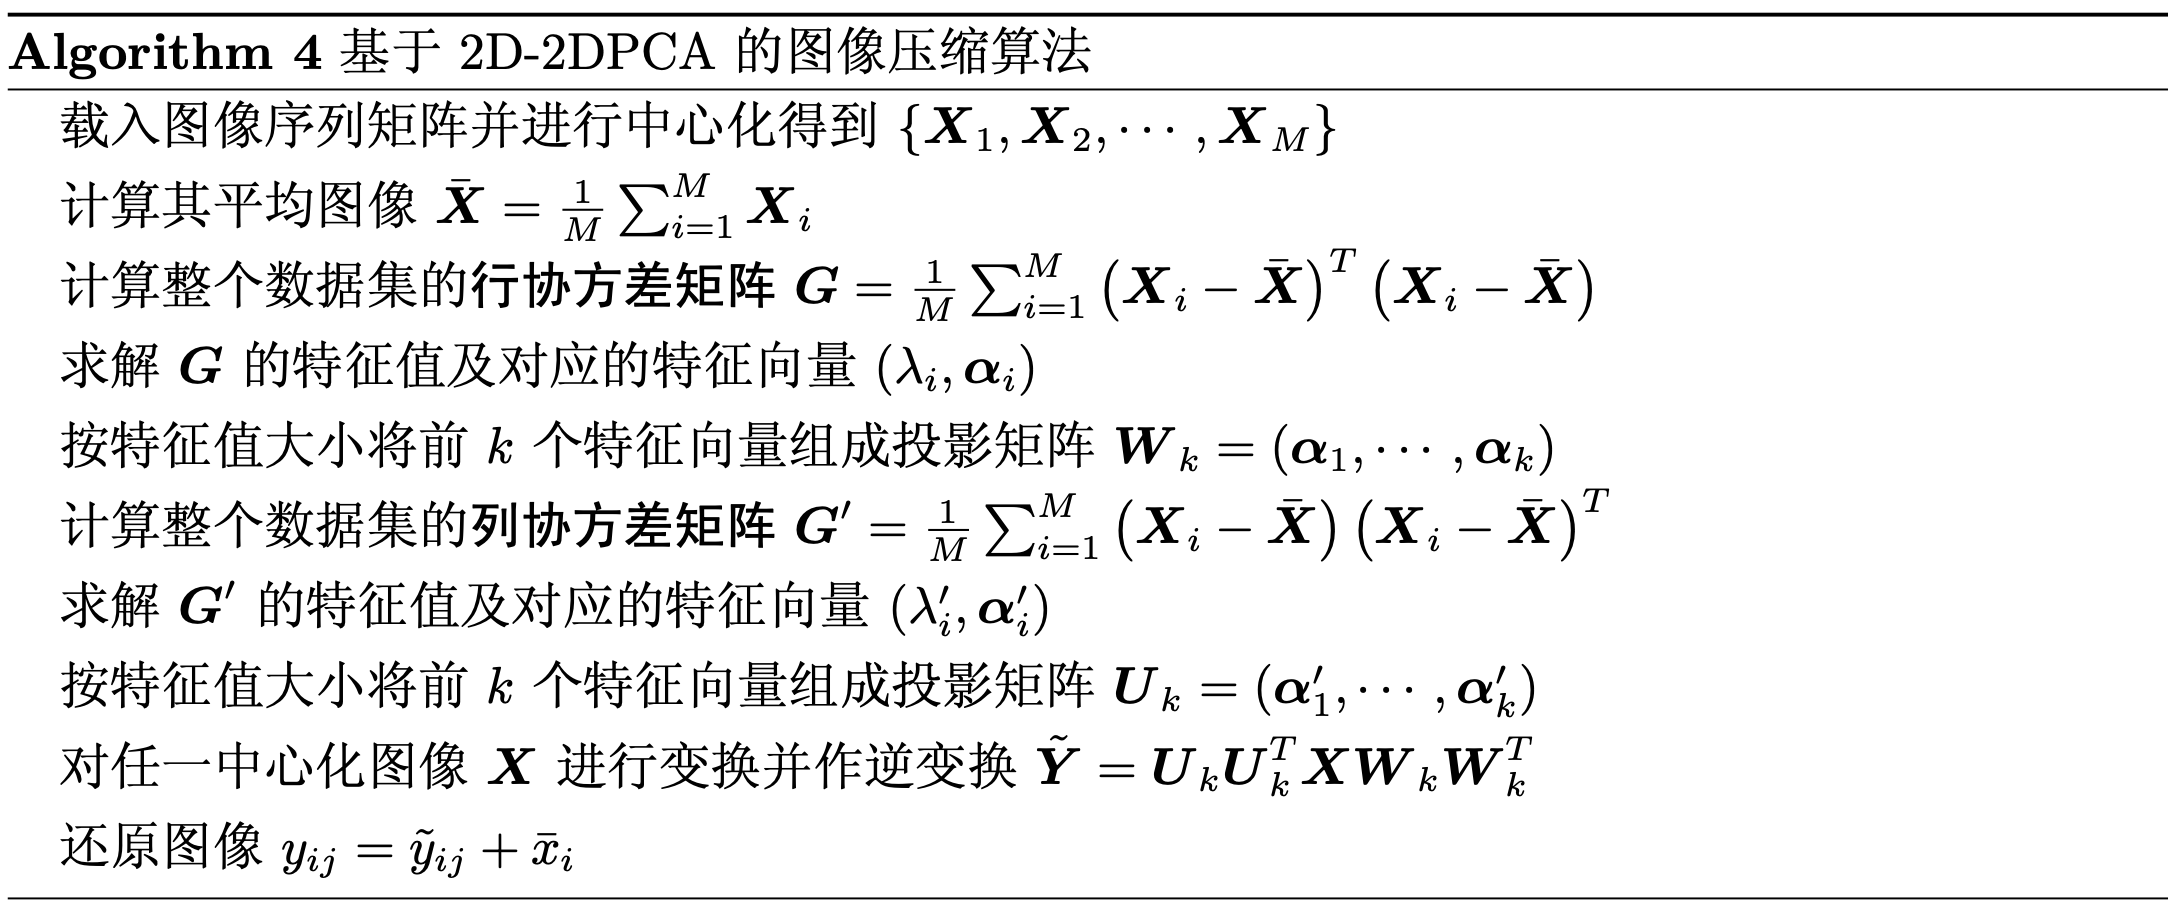 Algorithm 4 基于 2D-2DPCA 的图像压缩算法
载入图像序列矩阵并进行中心化得到 $\{\boldsymbol{X}_1, \boldsymbol{X}_2, \cdots, \boldsymbol{X}_M\}$
计算其平均图像 $\bar{\boldsymbol{X}} = \frac{1}{M} \sum_{i=1}^{M} \boldsymbol{X}_i$
计算整个数据集的行协方差矩阵 $\boldsymbol{G} = \frac{1}{M} \sum_{i=1}^{M} (\boldsymbol{X}_i - \bar{\boldsymbol{X}})^T (\boldsymbol{X}_i - \bar{\boldsymbol{X}})$
求解 $\boldsymbol{G}$ 的特征值及对应的特征向量 $(\lambda_i, \boldsymbol{\alpha}_i)$
按特征值大小将前 $k$ 个特征向量组成投影矩阵 $\boldsymbol{W}_k = (\boldsymbol{\alpha}_1, \cdots, \boldsymbol{\alpha}_k)$
计算整个数据集的列协方差矩阵 $\boldsymbol{G}' = \frac{1}{M} \sum_{i=1}^{M} (\boldsymbol{X}_i - \bar{\boldsymbol{X}}) (\boldsymbol{X}_i - \bar{\boldsymbol{X}})^T$
求解 $\boldsymbol{G}'$ 的特征值及对应的特征向量 $(\lambda'_i, \boldsymbol{\alpha}'_i)$
按特征值大小将前 $k$ 个特征向量组成投影矩阵 $\boldsymbol{U}_k = (\boldsymbol{\alpha}'_1, \cdots, \boldsymbol{\alpha}'_k)$
对任一中心化图像 $\boldsymbol{X}$ 进行变换并作逆变换 $\tilde{\boldsymbol{Y}} = \boldsymbol{U}_k \boldsymbol{U}_k^T \boldsymbol{X} \boldsymbol{W}_k \boldsymbol{W}_k^T$
还原图像 $y_{ij} = \tilde{y}_{ij} + \bar{x}_i$